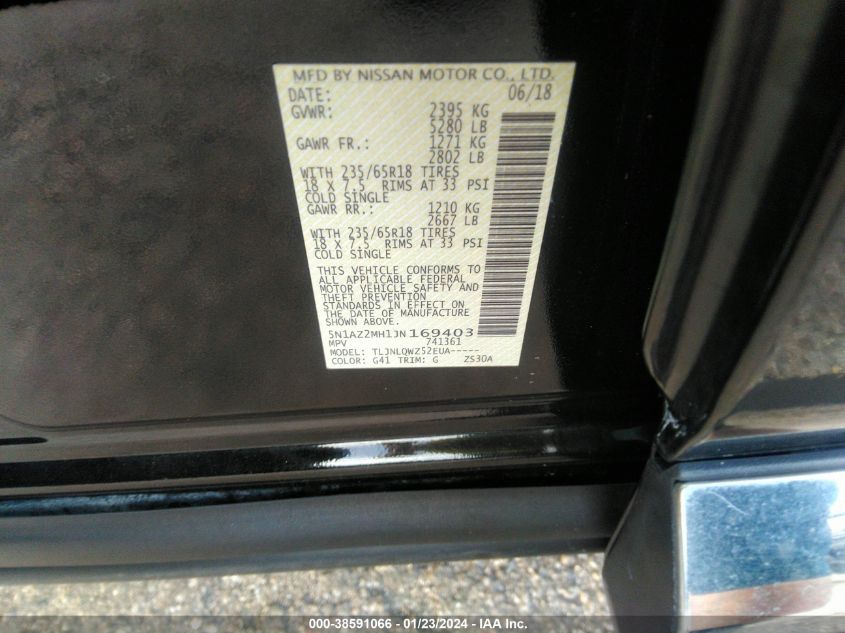 MFD BY NISSAN MOTOR CO., LTD.
DATE: 06/18
GVWR: 2395 KG
5280 LB
GAWR FR.: 1271 KG
2802 LB
WITH 235/65R18 TIRES
18 X 7.5 RIMS AT 33 PSI
COLD SINGLE
GAWR RR.: 1210 KG
2667 LB
WITH 235/65R18 TIRES
18 X 7.5 RIMS AT 33 PSI
COLD SINGLE
THIS VEHICLE CONFORMS TO
ALL APPLICABLE FEDERAL
MOTOR VEHICLE SAFETY AND
THEFT PREVENTION
STANDARDS IN EFFECT ON
THE DATE OF MANUFACTURE
SHOWN ABOVE.
5N1AZ2MH1JN169403
MPV 741361
MODEL: TLJNLQWZ52EUA-----
COLOR: G41 TRIM: G ZS30A
000-38591066 - 01/23/2024 - IAA Inc.